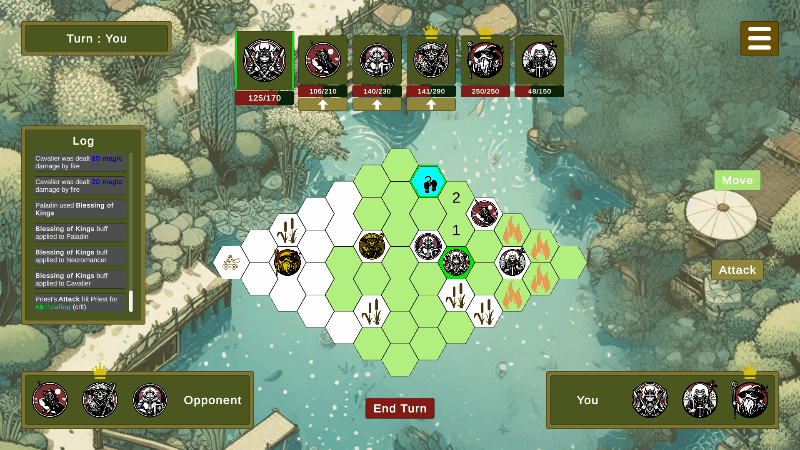 Turn : You
125/170
106/210
140/230
141/290
250/250
48/150
Log
Cavalier was dealt 20 magic
damage by fire
Cavalier was dealt 20 magic
damage by fire
Paladin used Blessing of
Kings
Blessing of Kings buff
applied to Paladin
Blessing of Kings buff
applied to Necromancer
Blessing of Kings buff
applied to Cavalier
Priest's Attack hit Priest for
healing (crit)
2
1
Move
Attack
Opponent
End Turn
You